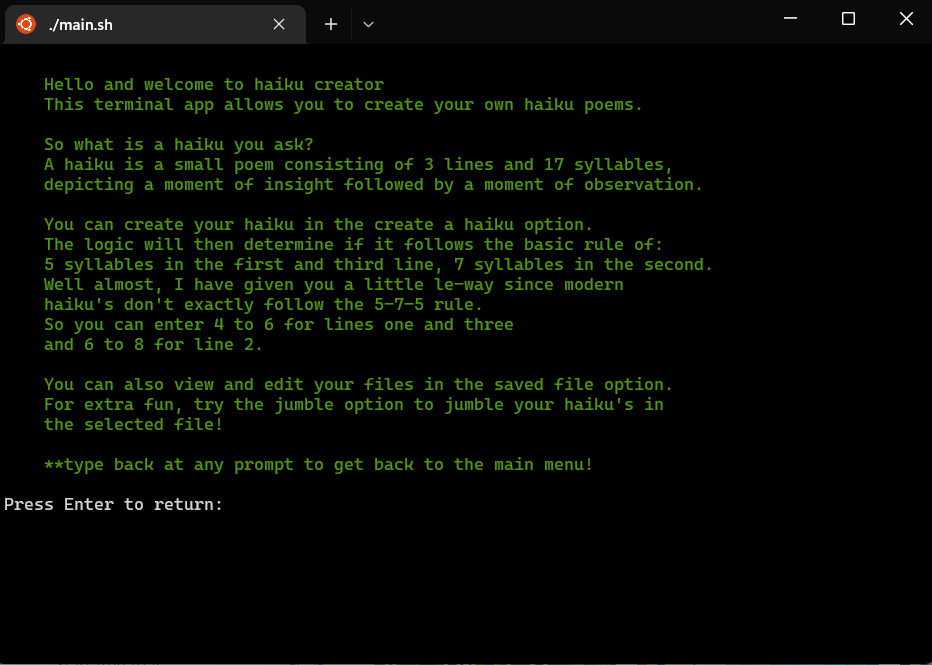 ./main.sh
Hello and welcome to haiku creator
This terminal app allows you to create your own haiku poems.
So what is a haiku you ask?
A haiku is a small poem consisting of 3 lines and 17 syllables,
depicting a moment of insight followed by a moment of observation.
You can create your haiku in the create a haiku option.
The logic will then determine if it follows the basic rule of:
5 syllables in the first and third line, 7 syllables in the second.
Well almost, I have given you a little le-way since modern
haiku's don't exactly follow the 5-7-5 rule.
So you can enter 4 to 6 for lines one and three
and 6 to 8 for line 2.
You can also view and edit your files in the saved file option.
For extra fun, try the jumble option to jumble your haiku's in
the selected file!
**type back at any prompt to get back to the main menu!
Press Enter to return: